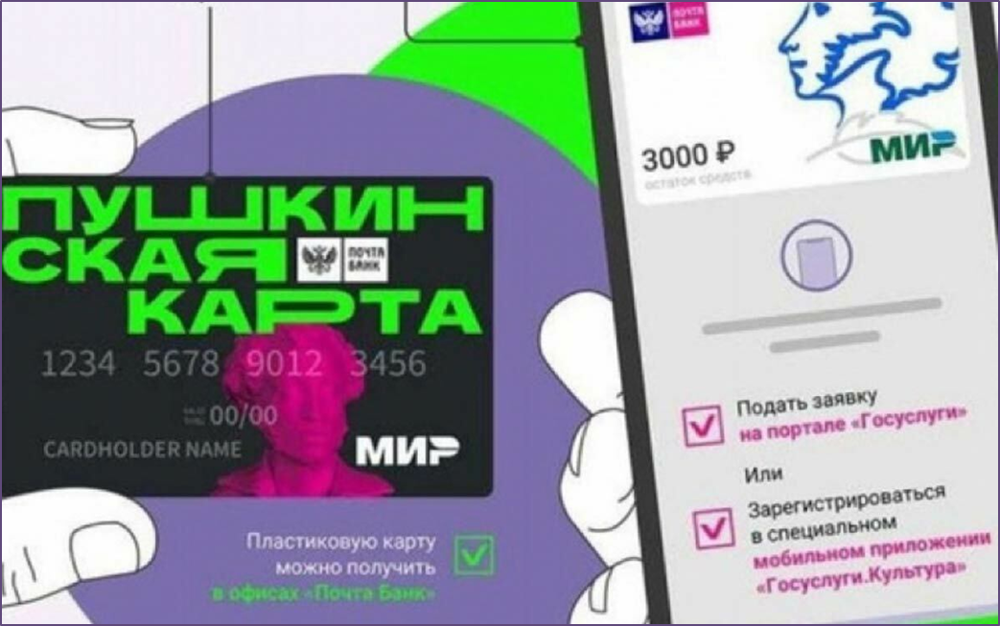 ПУШКИН
СКАЯ
ПОЧТА
БАНК
КАРТА
1234 5678 9012 3456
00/00
CARDHOLDER NAME
МИР
Пластиковую карту
можно получить
в офисах «Почта Банк»
ПОЧТА
БАНК
3000 ₽
остаток средств
МИР
Подать заявку
на портале «Госуслуги»
Или
Зарегистрироваться
в специальном
мобильном приложении
«Госуслуги.Культура»